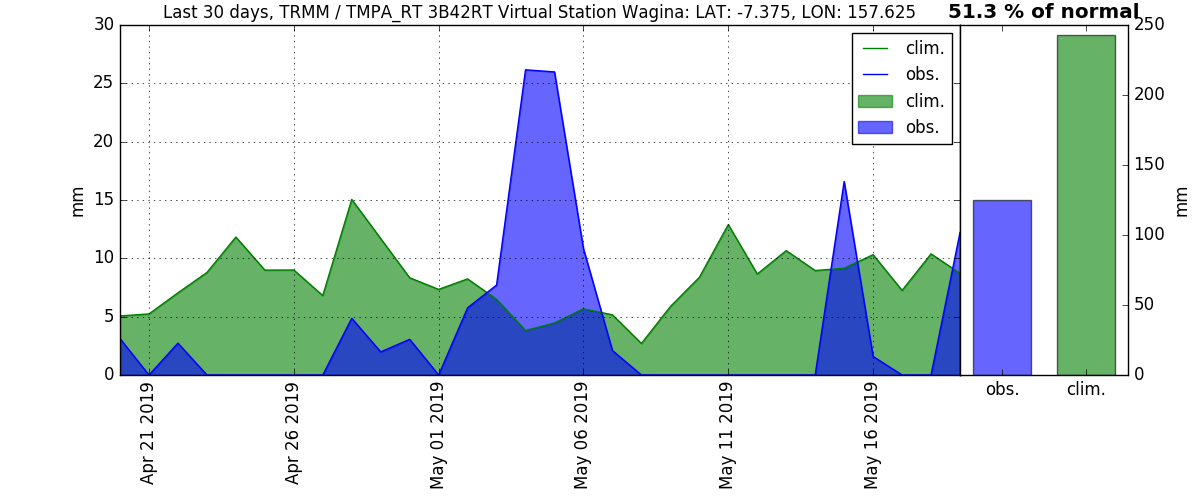 Last 30 days, TRMM / TMPA_RT 3B42RT Virtual Station Wagina: LAT: -7.375, LON: 157.625
51.3 % of normal
30
25
20
15
10
5
0
mm
clim.
obs.
clim.
obs.
Apr 21 2019
Apr 26 2019
May 01 2019
May 06 2019
May 11 2019
May 16 2019
250
200
150
100
50
0
mm
obs.
clim.